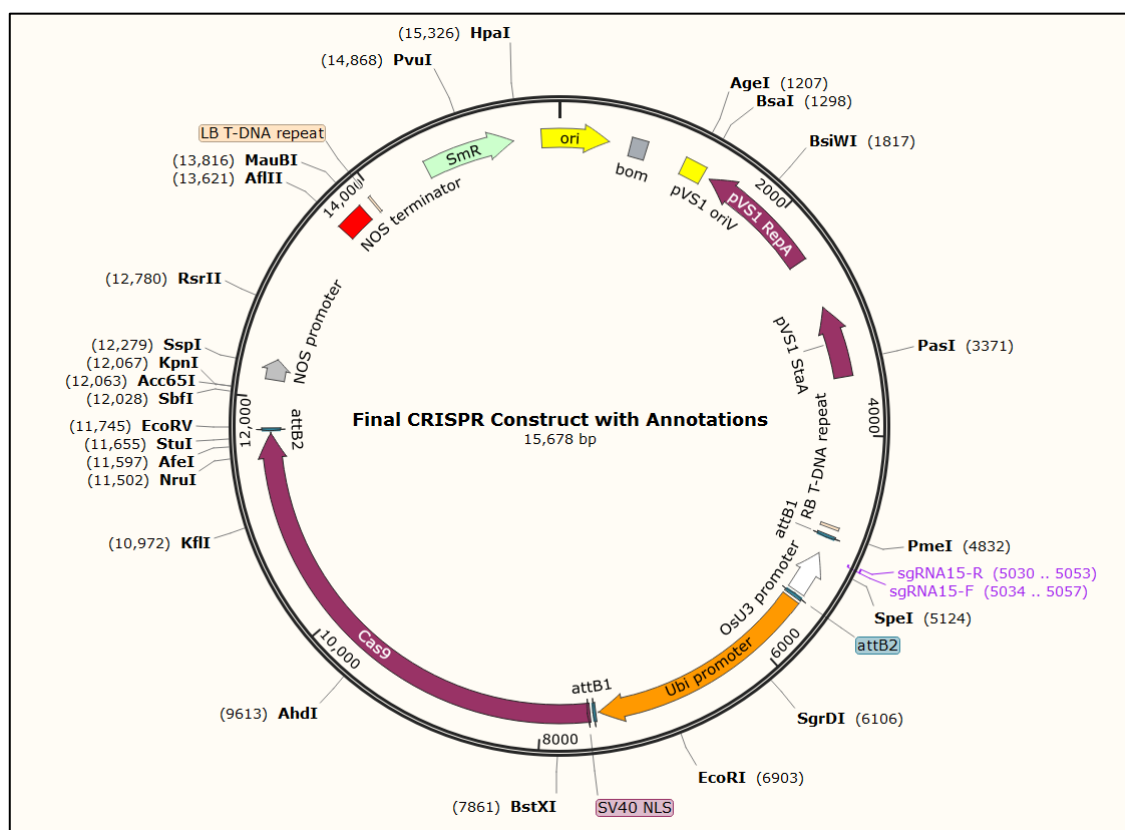 (15,326) HpaI
(14,868) PvuI
AgeI (1207)
BsaI (1298)
BsiWI (1817)
LB T-DNA repeat
(13,816) MauBI
(13,621) AflII
14,000
SmR
ori
bom
pVS1 oriV
pVS1 RepA
2000
NOS terminator
(12,780) RsrII
NOS promoter
(12,279) SspI
(12,067) KpnI
(12,063) Acc65I
(12,028) SbfI
12,000
attB2
(11,745) EcoRV
(11,655) StuI
(11,597) AfeI
(11,502) NruI
(10,972) KflI
pVS1 StaA
PasI (3371)
4000
Final CRISPR Construct with Annotations
15,678 bp
RB T-DNA repeat
attB1
PmeI (4832)
sgRNA15-R (5030 .. 5053)
sgRNA15-F (5034 .. 5057)
SpeI (5124)
attB2
OsU3 promoter
6000
Ubi promoter
SgrDI (6106)
EcoRI (6903)
attB1
Cas9
10,000
(9613) AhdI
8000
(7861) BstXI
SV40 NLS